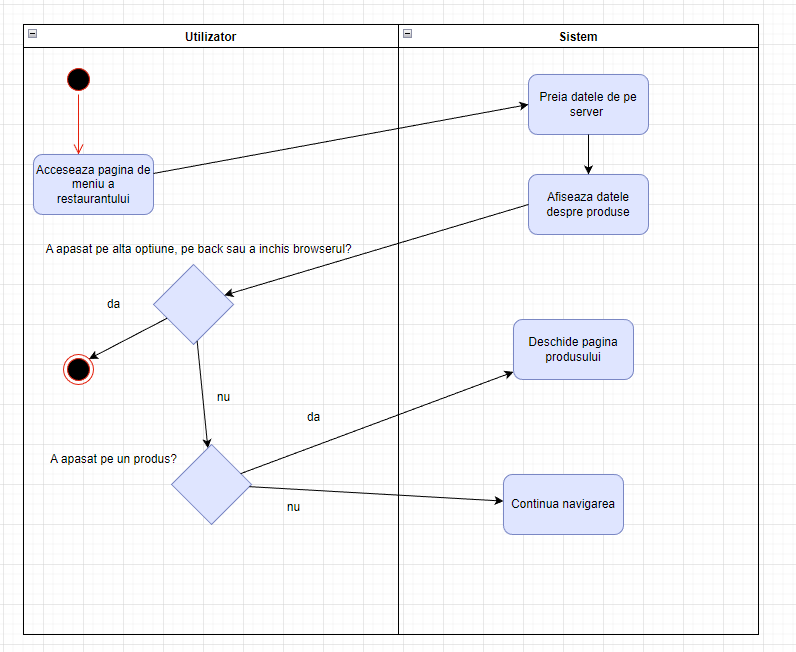 Utilizator
Sistem
Preia datele de pe
server
Acceseaza pagina de
meniu a
restaurantului
Afiseaza datele
despre produse
A apasat pe alta optiune, pe back sau a inchis browserul?
da
Deschide pagina
produsului
nu
da
A apasat pe un produs?
nu
Continua navigarea